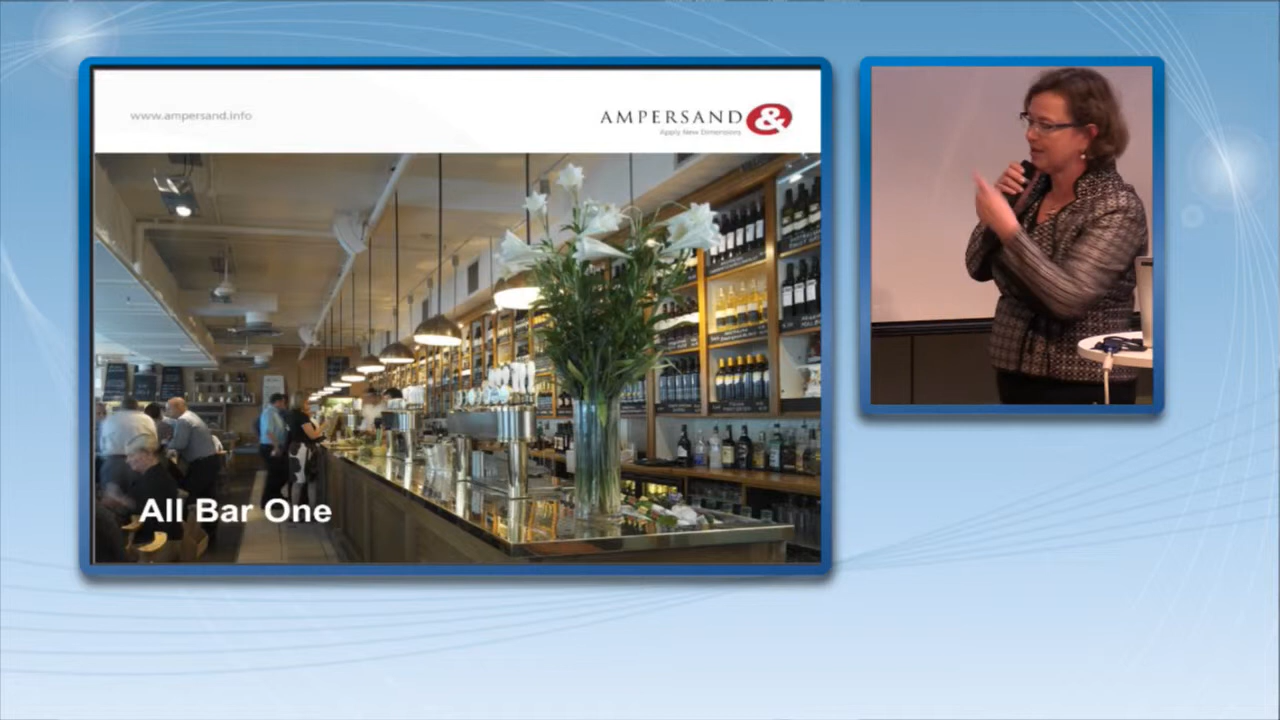 www.ampersand.info
AMPERSAND &
Apply New Dimensions
All Bar One